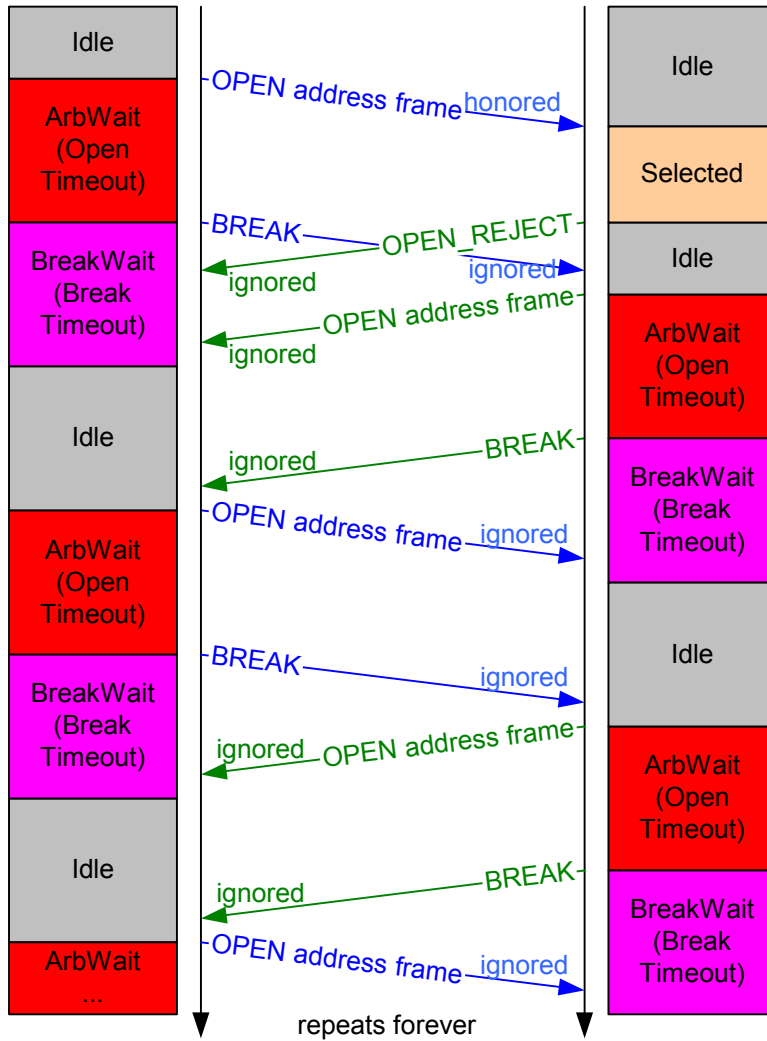 Idle
ArbWait
(Open
Timeout)
BreakWait
(Break
Timeout)
Idle
ArbWait
(Open
Timeout)
BreakWait
(Break
Timeout)
Idle
ArbWait
...
OPEN address frame
honored
BREAK
OPEN_REJECT
ignored
ignored
OPEN address frame
ignored
BREAK
ignored
OPEN address frame
ignored
BREAK
ignored
OPEN address frame
ignored
BREAK
ignored
OPEN address frame
ignored
repeats forever
Idle
Selected
Idle
ArbWait
(Open
Timeout)
BreakWait
(Break
Timeout)
Idle
ArbWait
(Open
Timeout)
BreakWait
(Break
Timeout)